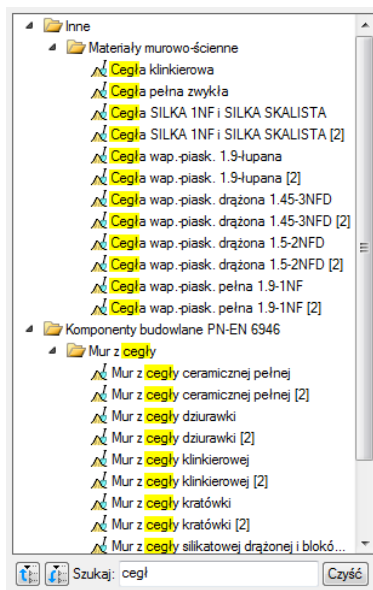 Inne
Materiały murowo-ścienne
Cegła klinkierowa
Cegła pełna zwykła
Cegła SILKA 1NF i SILKA SKALISTA
Cegła SILKA 1NF i SILKA SKALISTA [2]
Cegła wap.-piask. 1.9-łupana
Cegła wap.-piask. 1.9-łupana [2]
Cegła wap.-piask. drążona 1.45-3NFD
Cegła wap.-piask. drążona 1.45-3NFD [2]
Cegła wap.-piask. drążona 1.5-2NFD
Cegła wap.-piask. drążona 1.5-2NFD [2]
Cegła wap.-piask. pełna 1.9-1NF
Cegła wap.-piask. pełna 1.9-1NF [2]
Komponenty budowlane PN-EN 6946
Mur z cegły
Mur z cegły ceramicznej pełnej
Mur z cegły ceramicznej pełnej [2]
Mur z cegły dziurawki
Mur z cegły dziurawki [2]
Mur z cegły klinkierowej
Mur z cegły klinkierowej [2]
Mur z cegły kratówki
Mur z cegły kratówki [2]
Mur z cegły silikatowej drążonej i blokó...
Szukaj: cegł Czyść